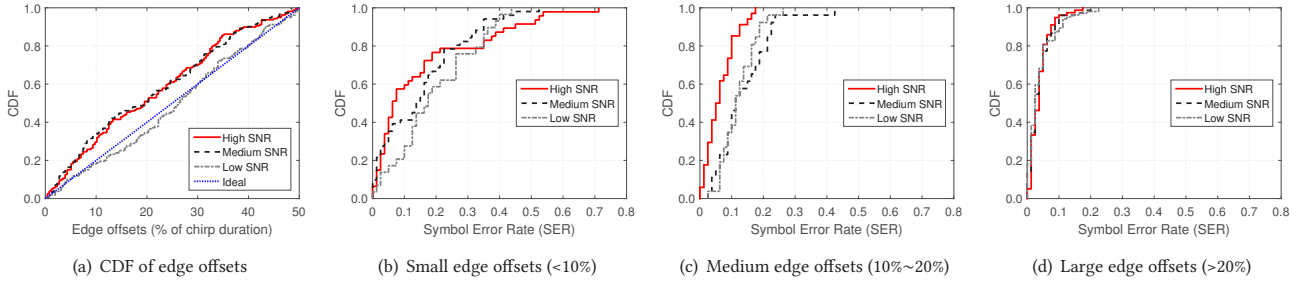 1.0
0.8
0.6
0.4
0.2
0.0
CDF
0 10 20 30 40 50
Edge offsets (% of chirp duration)
High SNR
Medium SNR
Low SNR
Ideal
(a) CDF of edge offsets
1.0
0.8
0.6
0.4
0.2
0.0
CDF
0 0.1 0.2 0.3 0.4 0.5 0.6 0.7 0.8
Symbol Error Rate (SER)
High SNR
Medium SNR
Low SNR
(b) Small edge offsets (<10%)
1.0
0.8
0.6
0.4
0.2
0.0
CDF
0 0.1 0.2 0.3 0.4 0.5 0.6 0.7 0.8
Symbol Error Rate (SER)
High SNR
Medium SNR
Low SNR
(c) Medium edge offsets (10%~20%)
1.0
0.8
0.6
0.4
0.2
0.0
CDF
0 0.1 0.2 0.3 0.4 0.5 0.6 0.7 0.8
Symbol Error Rate (SER)
High SNR
Medium SNR
Low SNR
(d) Large edge offsets (>20%)